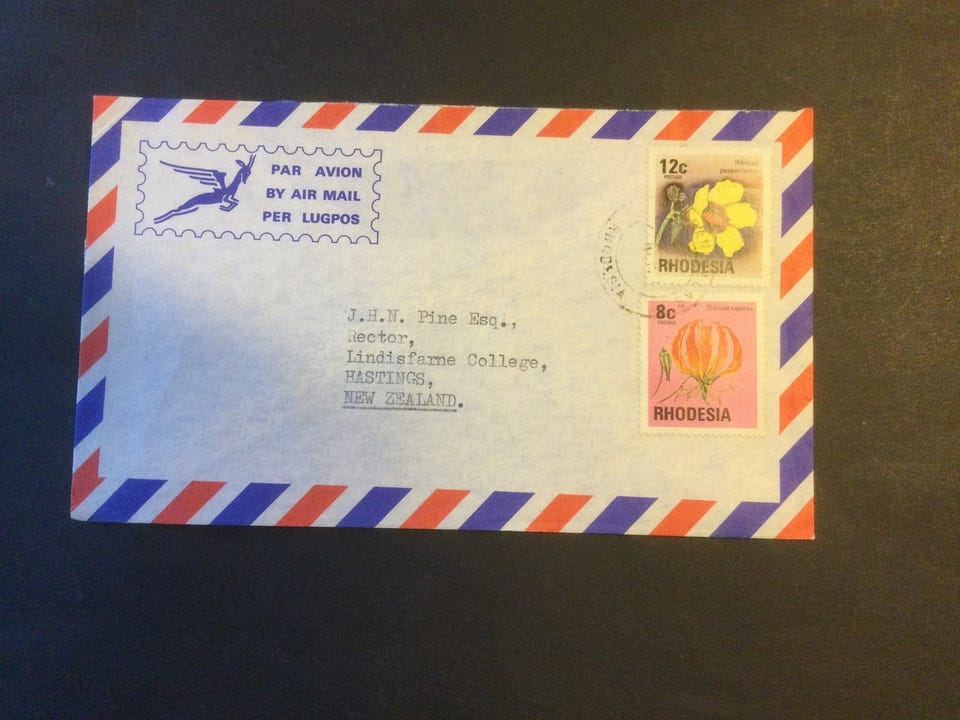 PAR AVION
BY AIR MAIL
PER LUGPOS
12c
POSTAGE
Hibiscus
RHODESIA
8c
POSTAGE
RHODESIA
J.H.N. Pine Esq.,
Rector,
Lindisfarne College,
HASTINGS,
NEW ZEALAND.